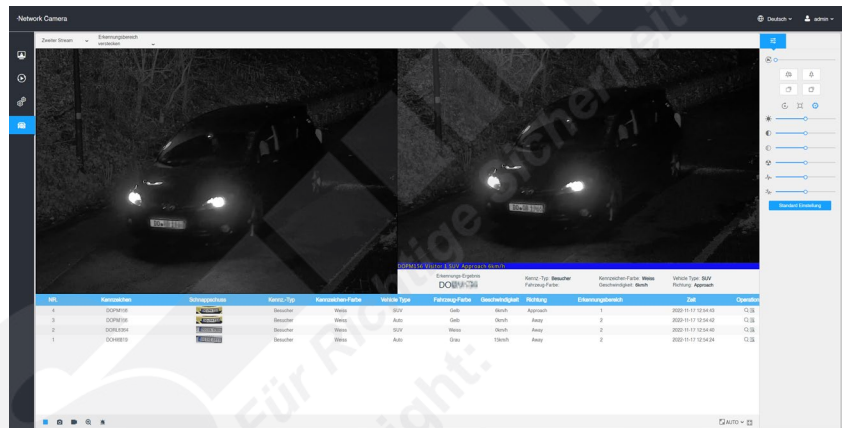 -Network Camera
Deutsch
admin
Zweiter Stream
Erkennungsbereich
verstecken
Visitor 1 SUV Approach 6km/h
Erkennungs-Ergebnis
Kennz.-Typ: Besucher
Kennzeichen-Farbe: Weiss
Vehicle Type: SUV
Fahrzeug-Farbe:
Geschwindigkeit: 6km/h
Richtung: Approach
Standard Einstellung
NR. Kennzeichen Schnappschuss Kennz.-Typ Kennzeichen-Farbe Vehicle Type Fahrzeug-Farbe Geschwindigkeit Richtung Erkennungsbereich Zeit Operation
4 Besucher Weiss SUV Gelb 6km/h Approach 1 2022-11-17 12:54:43
3 Besucher Weiss Auto Gelb 0km/h Away 2 2022-11-17 12:54:42
2 Besucher Weiss SUV Weiss 0km/h Away 2 2022-11-17 12:54:40
1 Besucher Weiss Auto Grau 13km/h Away 2 2022-11-17 12:54:24
AUTO
Für Richtige Sicherheit